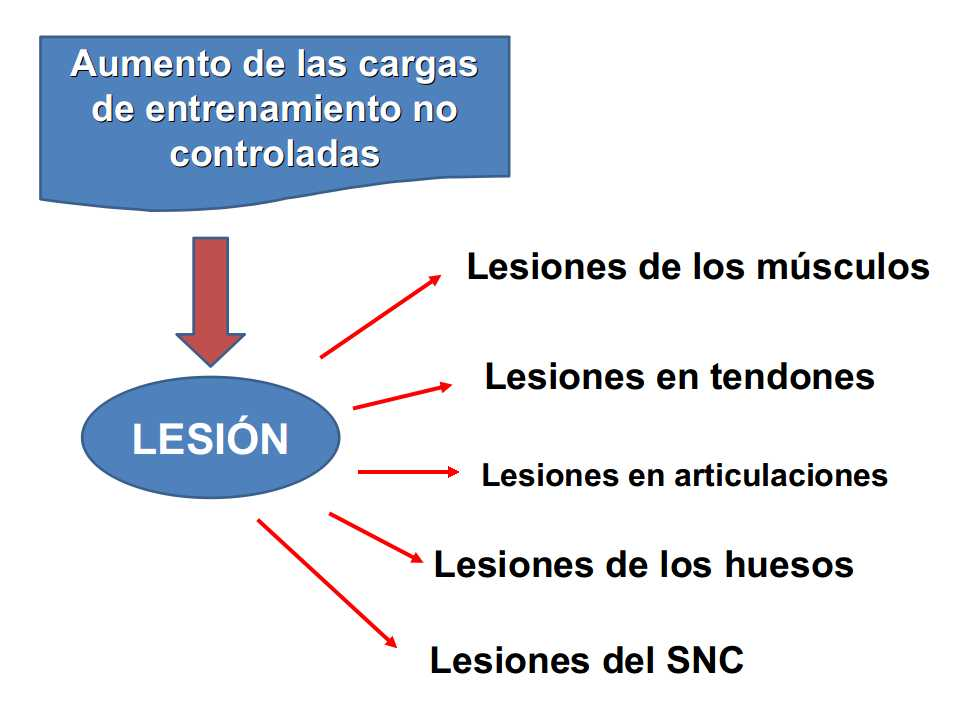 Aumento de las cargas
de entrenamiento no
controladas
Lesiones de los músculos
Lesiones en tendones
LESIÓN
Lesiones en articulaciones
Lesiones de los huesos
Lesiones del SNC